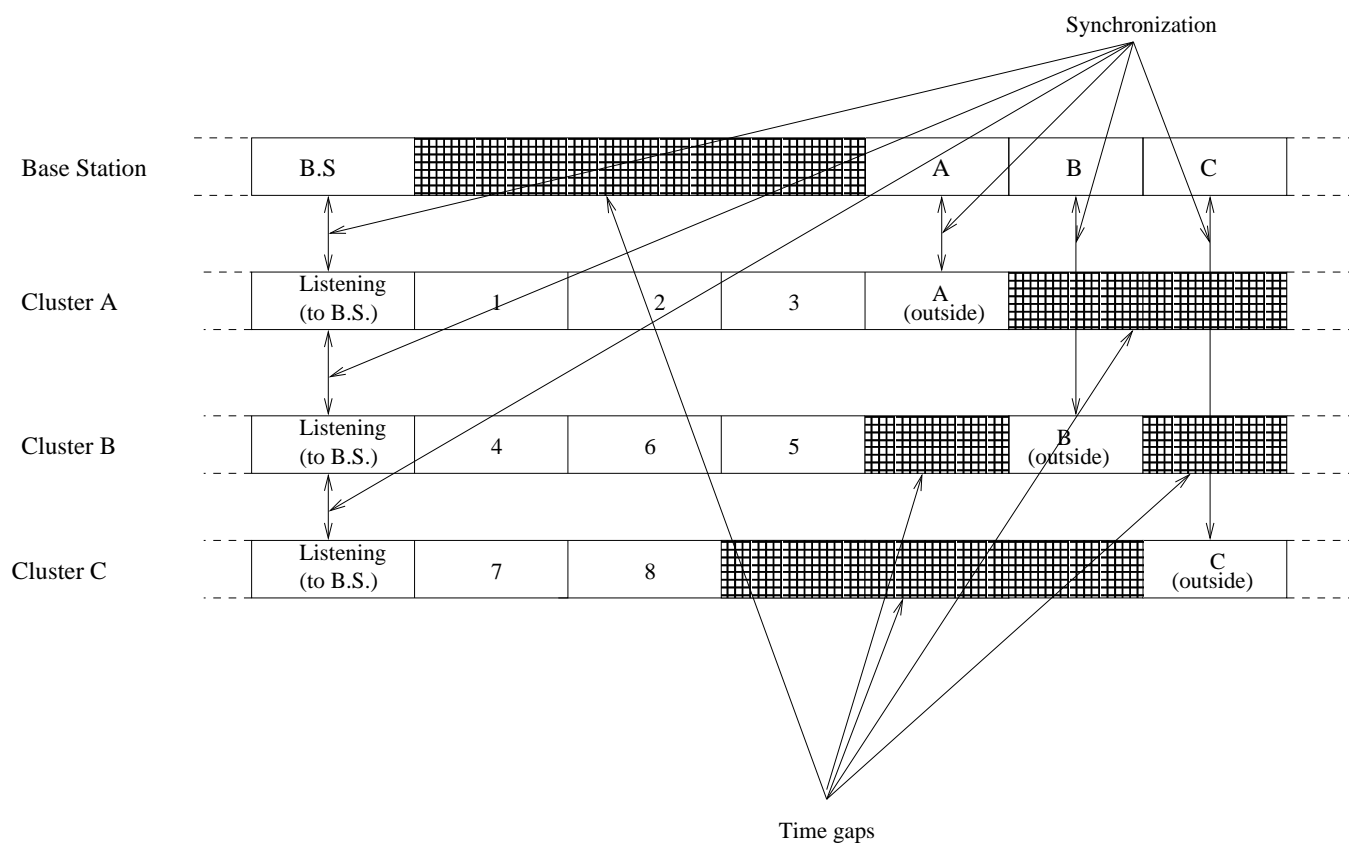 Synchronization
Base Station
B.S
A
B
C
Cluster A
Listening
(to B.S.)
1
2
3
A
(outside)
Cluster B
Listening
(to B.S.)
4
6
5
B
(outside)
Cluster C
Listening
(to B.S.)
7
8
C
(outside)
Time gaps